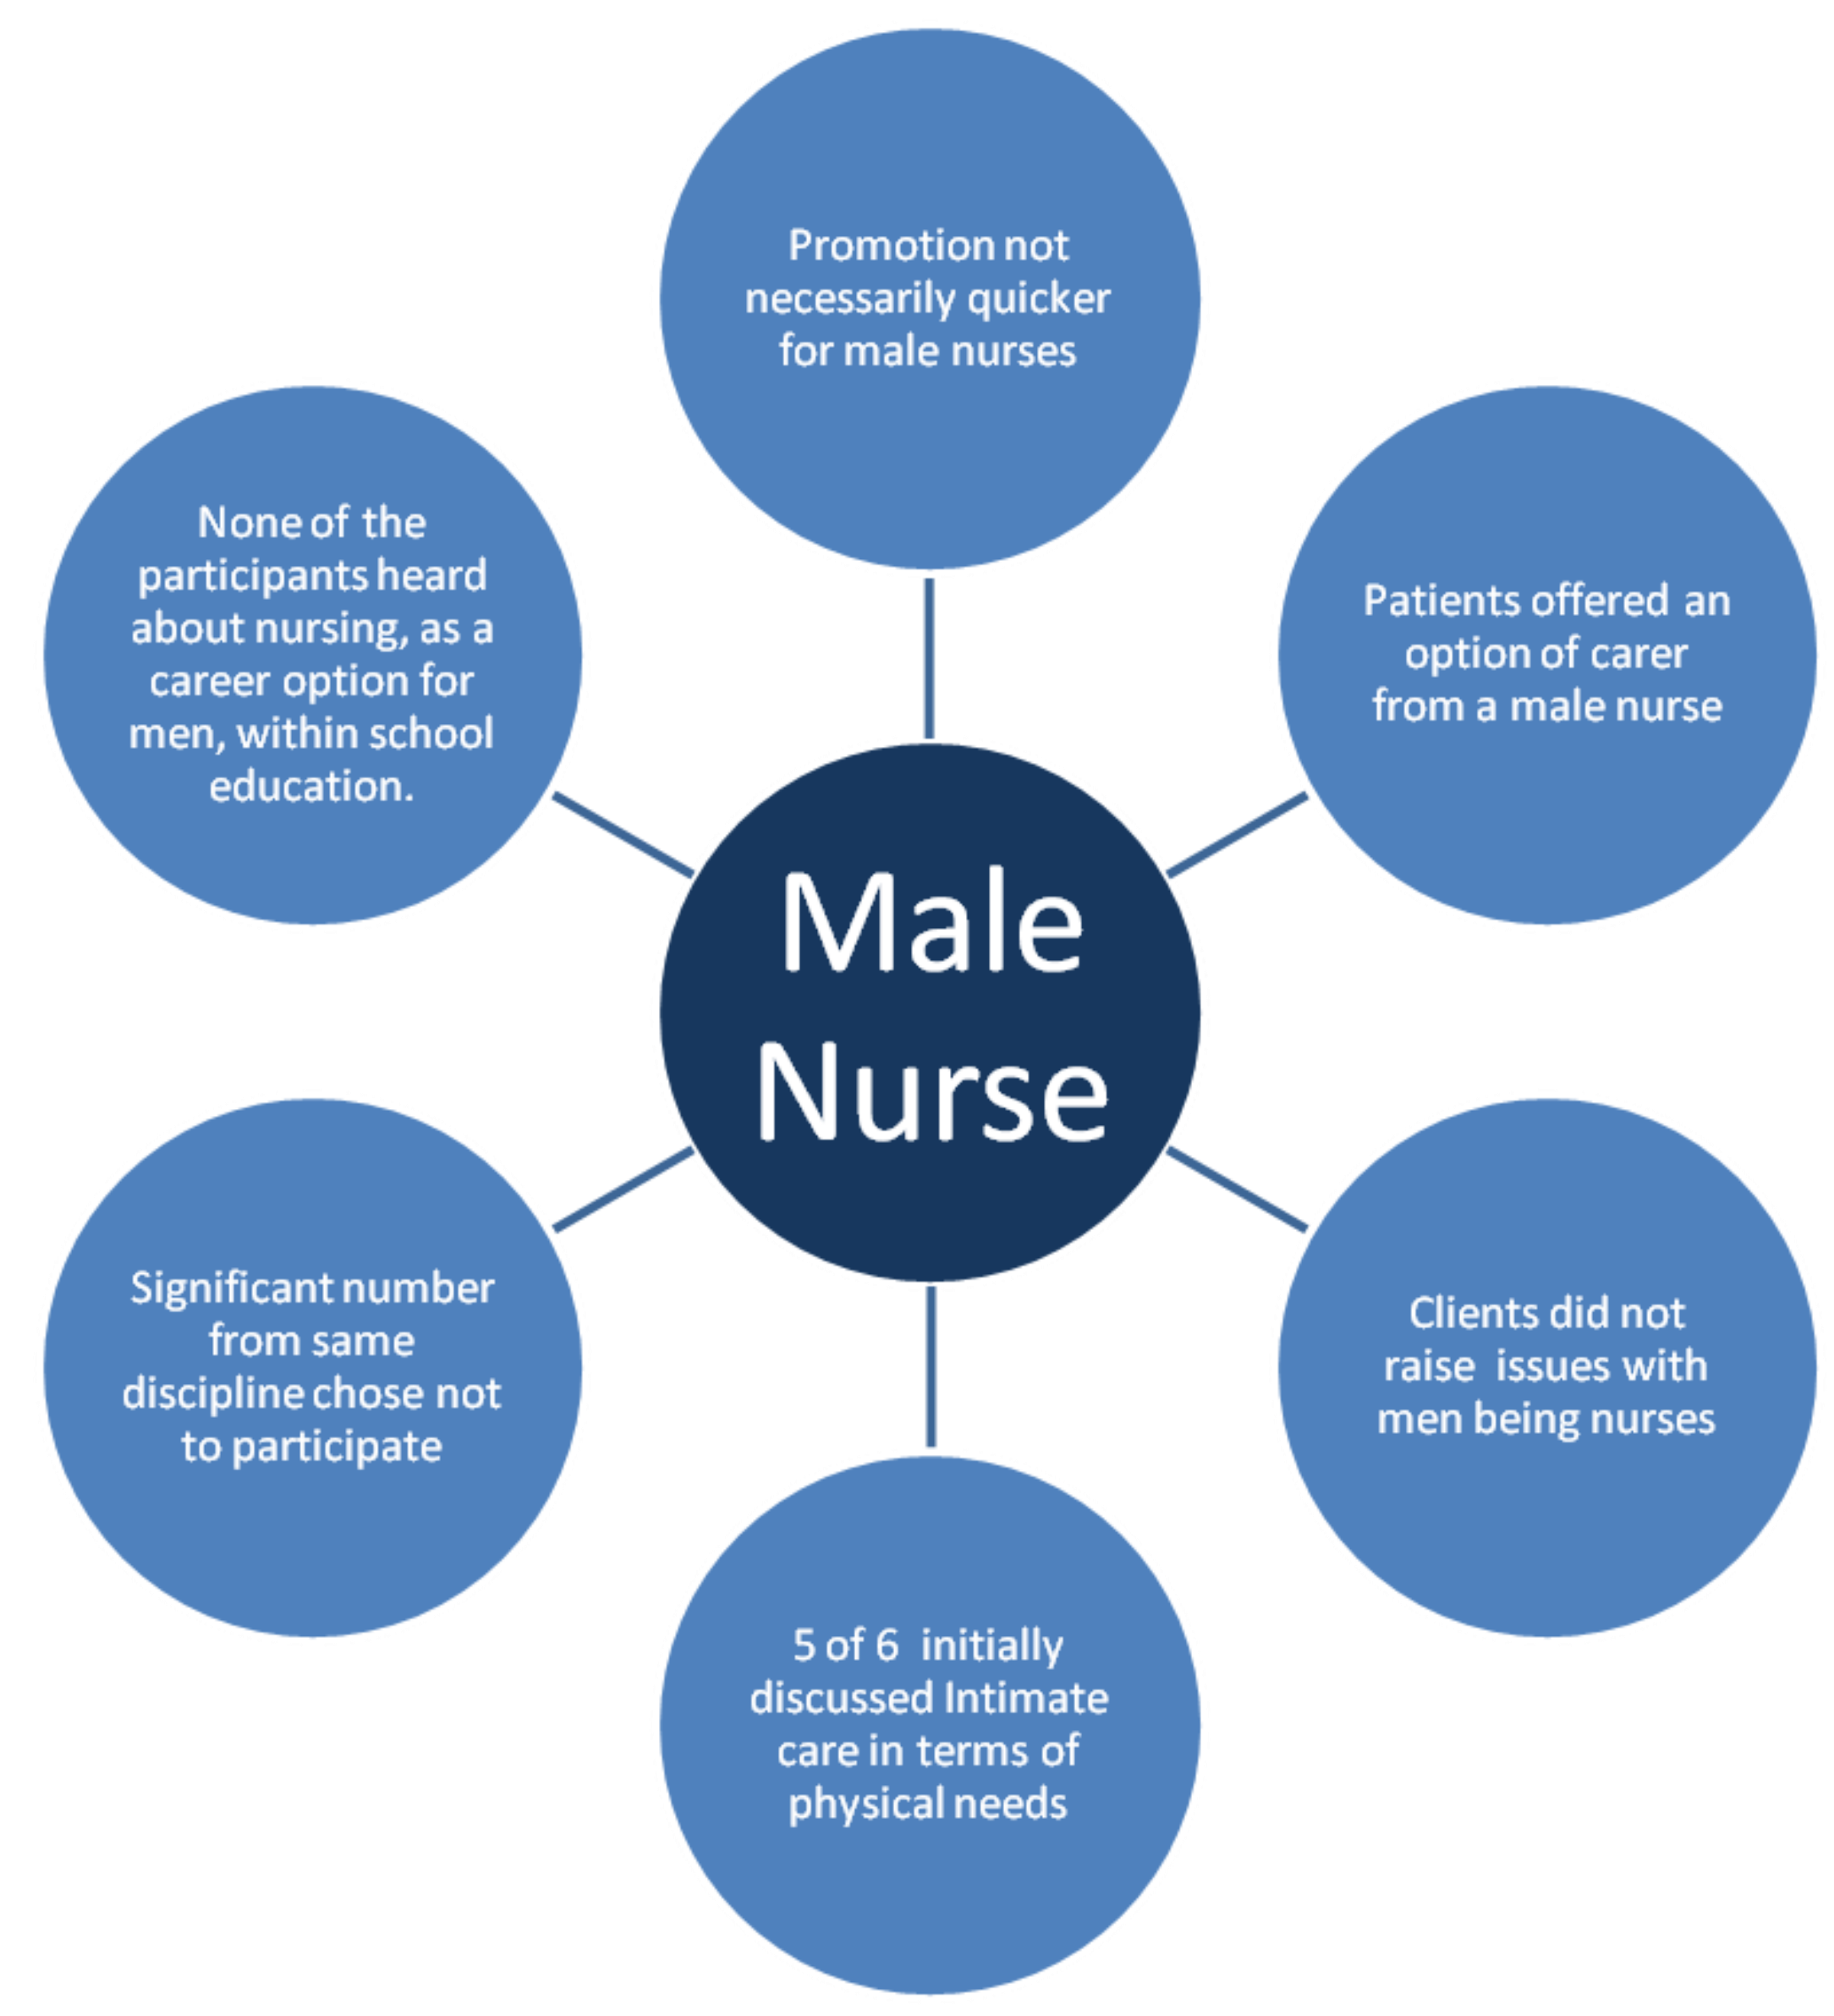 Promotion not
necessarily quicker
for male nurses
None of the
participants heard
about nursing, as a
career option for
men, within school
education.
Patients offered an
option of carer
from a male nurse
Male
Nurse
Significant number
from same
discipline chose not
to participate
Clients did not
raise issues with
men being nurses
5 of 6 initially
discussed Intimate
care in terms of
physical needs